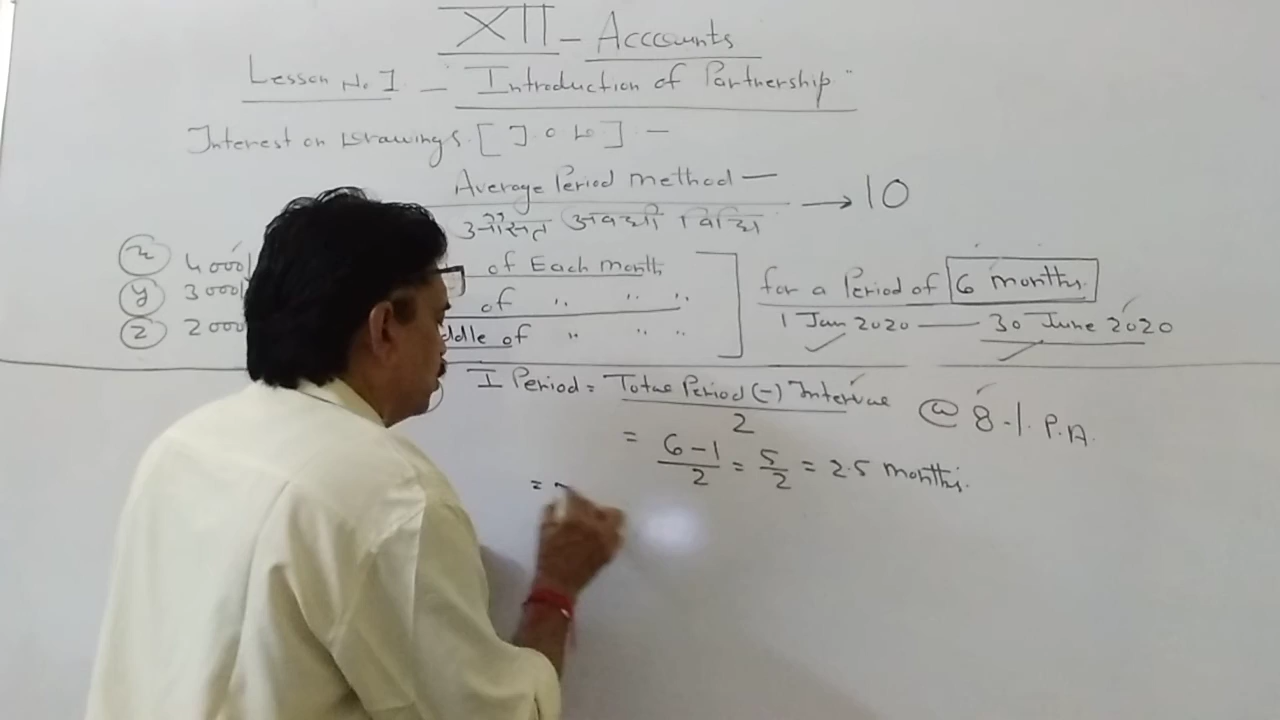 XII - Acccounts
Lesson No. 1 - "Introduction of Partnership"
Interest on Drawings [I.O.D] -
Average Period method -
औसत अवधी विधि → 10
x 4000/ of Each month
y 3000/ of " " "
z 2000 ddle of " " "
for a Period of 6 months.
1 Jan 2020 - 30 June 2020
I Period = Total Period (-) Interval
2
@ 8 % P.A.
= 6 - 1 / 2 = 5 / 2 = 2.5 months.
=